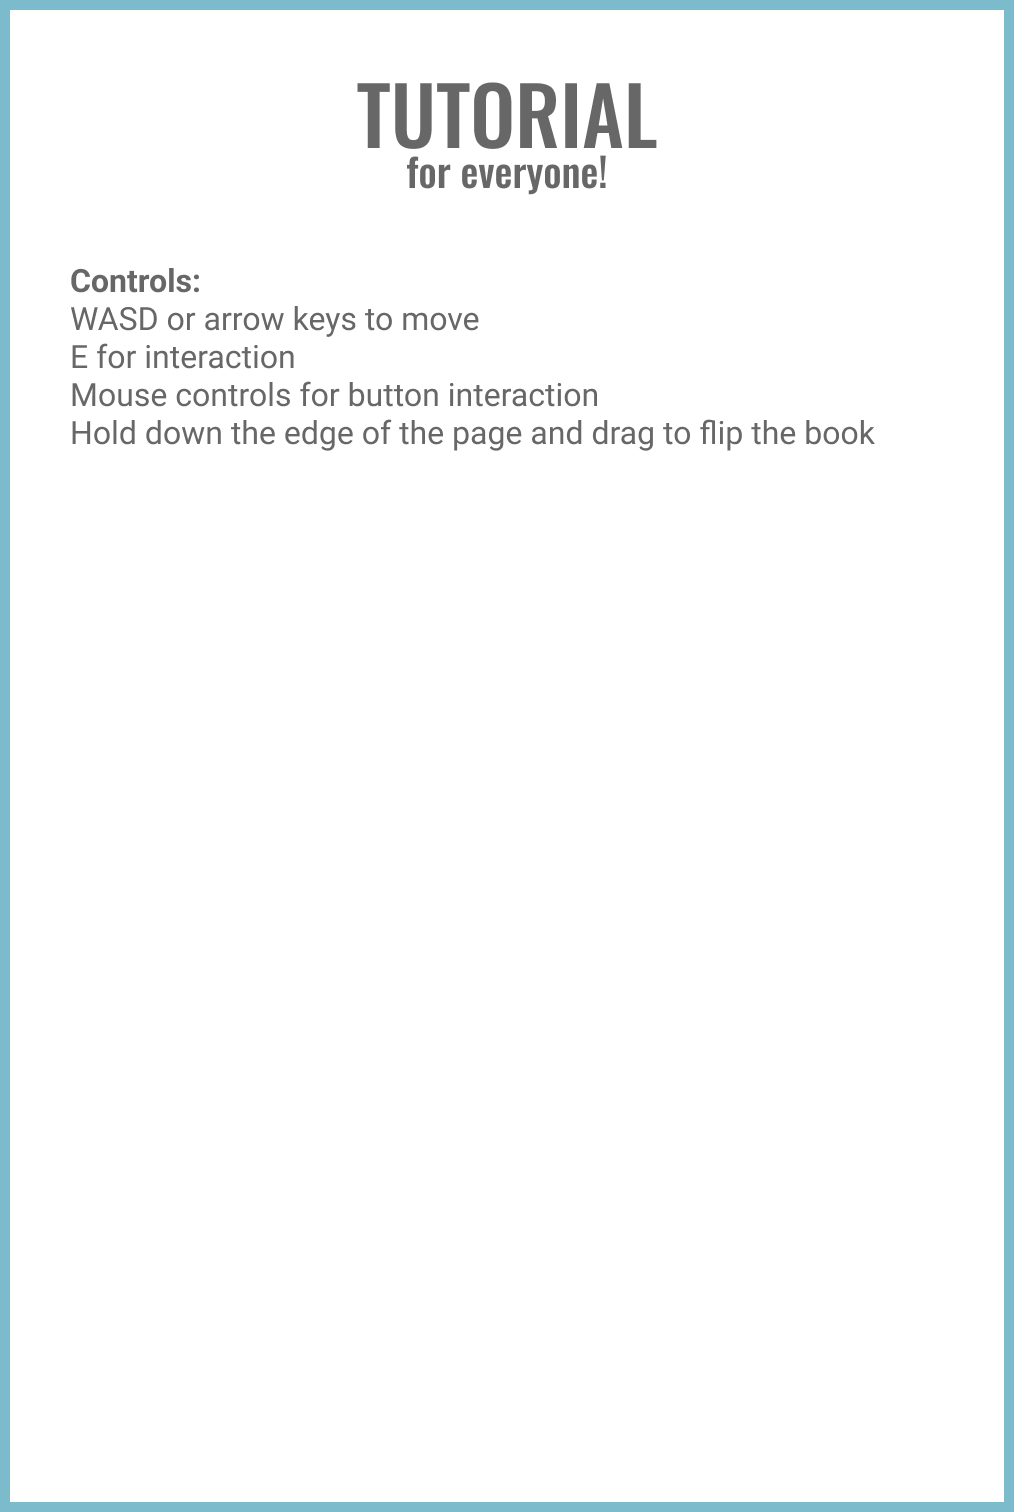 TUTORIAL
for everyone!
Controls:
WASD or arrow keys to move
E for interaction
Mouse controls for button interaction
Hold down the edge of the page and drag to flip the book